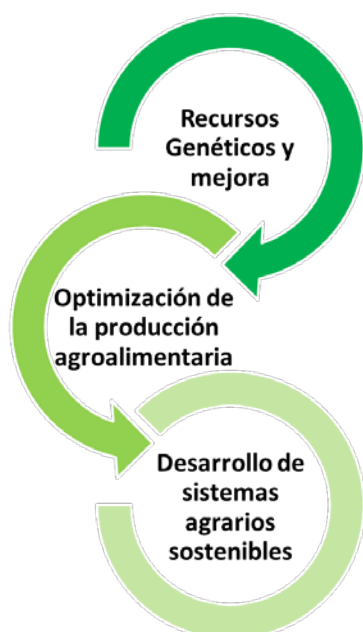 Recursos
Genéticos y
mejora
Optimización de
la producción
agroalimentaria
Desarrollo de
sistemas
agrarios
sostenibles